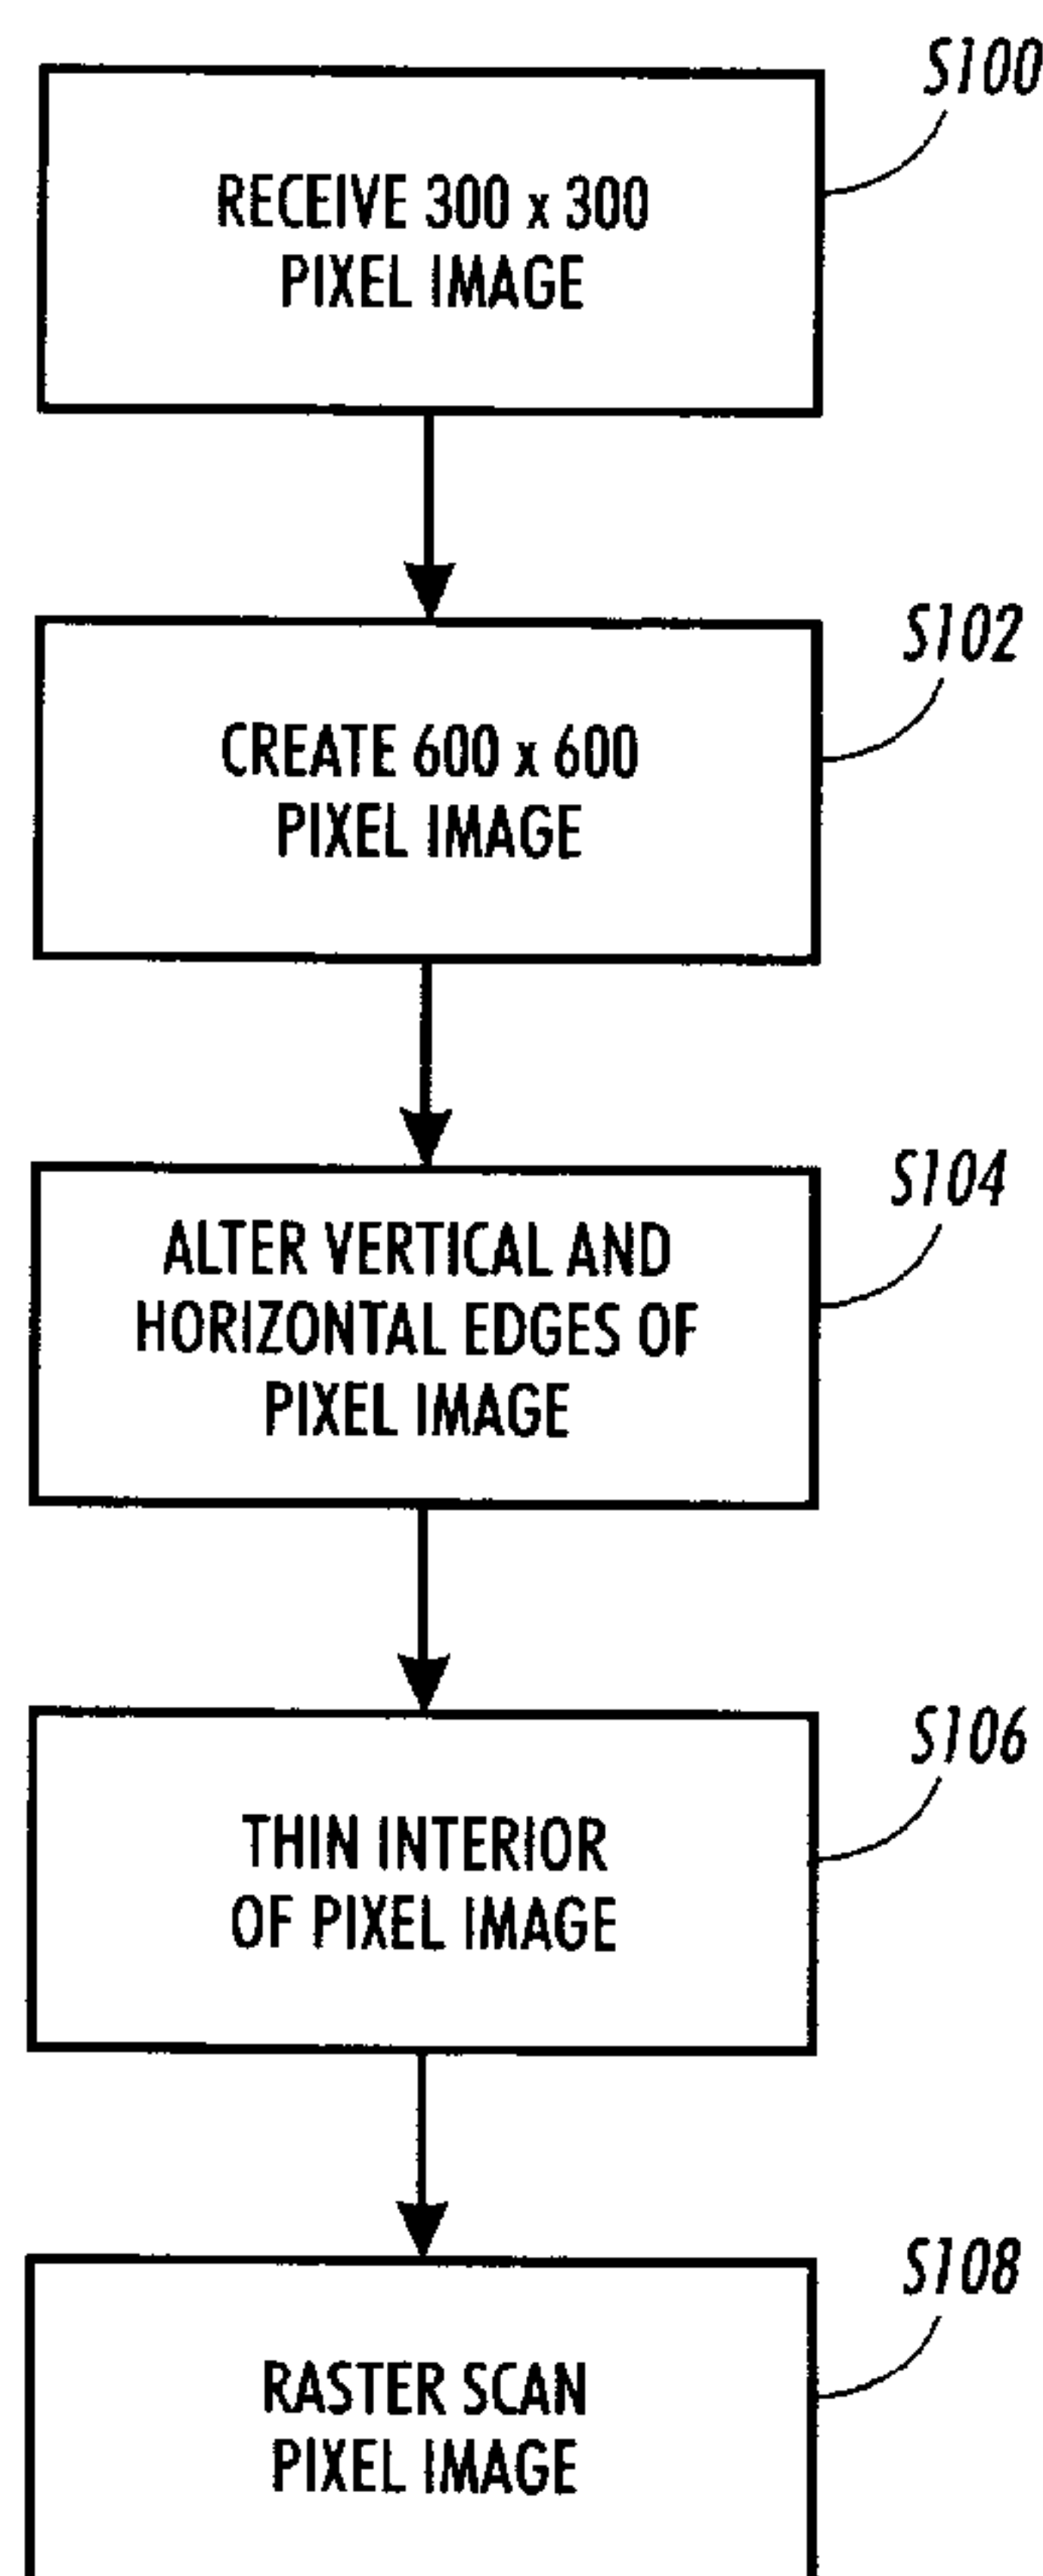 S100
RECEIVE 300 x 300
PIXEL IMAGE
S102
CREATE 600 x 600
PIXEL IMAGE
S104
ALTER VERTICAL AND
HORIZONTAL EDGES OF
PIXEL IMAGE
S106
THIN INTERIOR
OF PIXEL IMAGE
S108
RASTER SCAN
PIXEL IMAGE